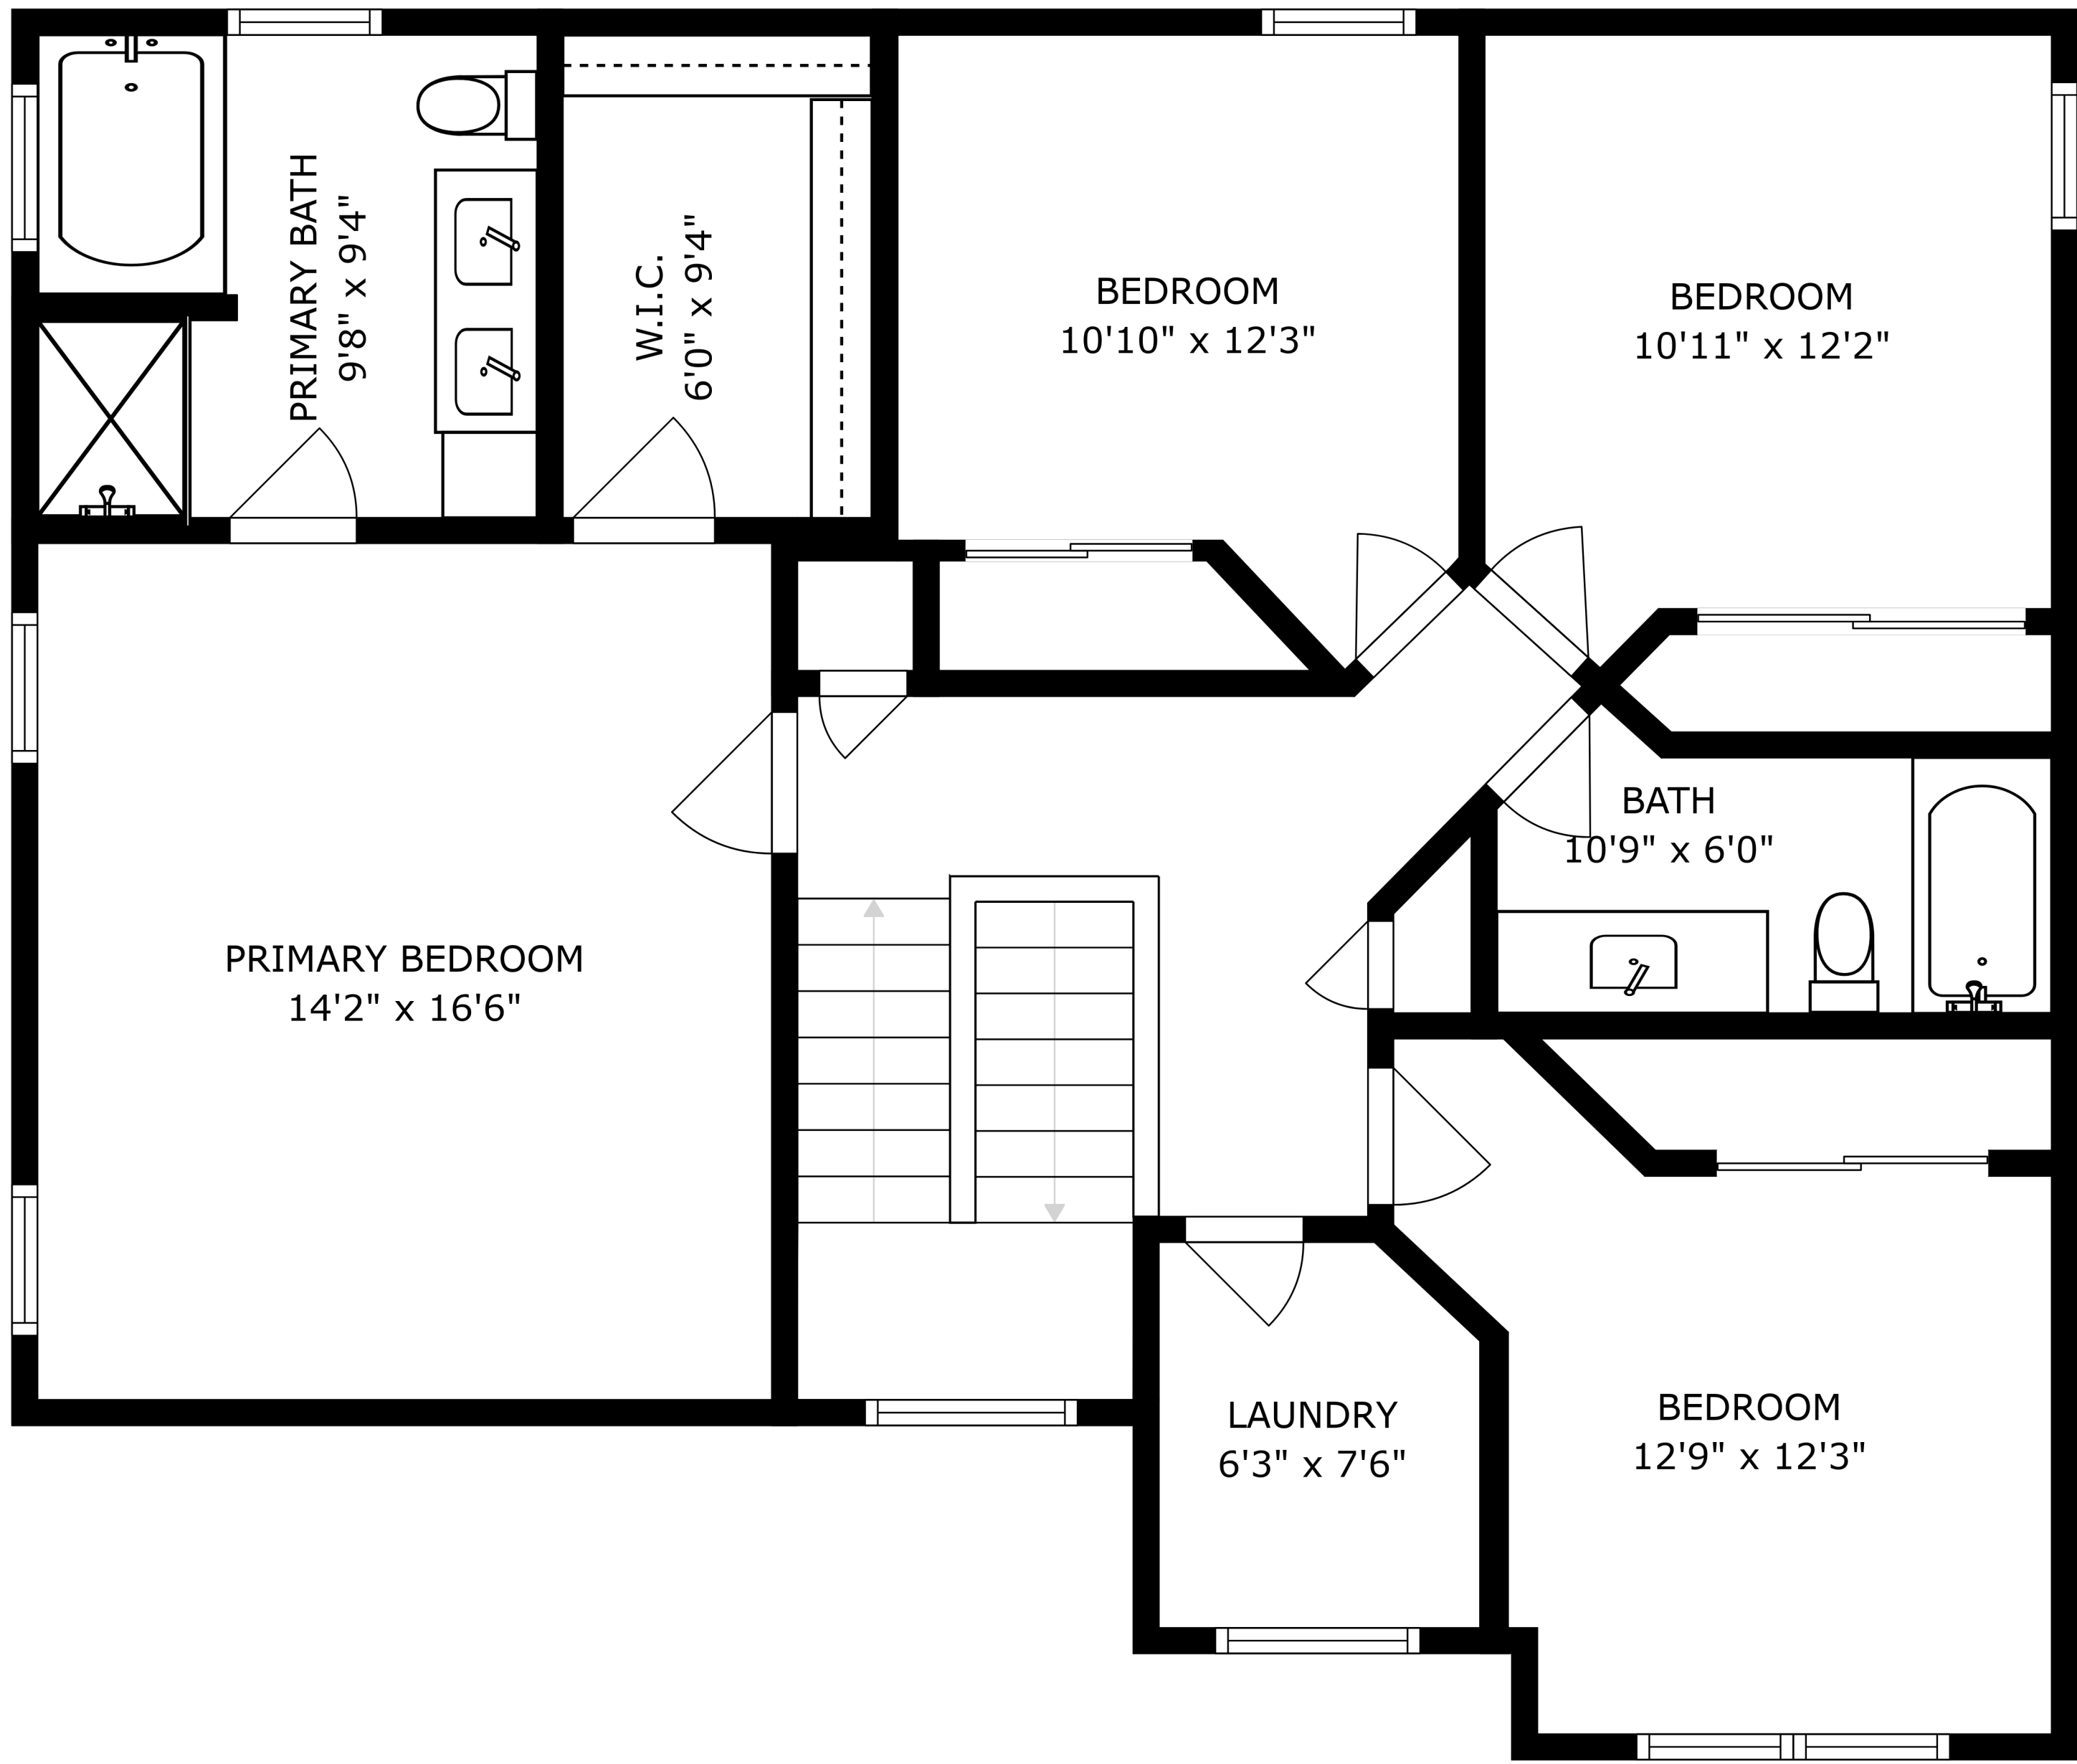 PRIMARY BATH
9'8" x 9'4"
W.I.C.
6'0" x 9'4"
BEDROOM
10'10" x 12'3"
BEDROOM
10'11" x 12'2"
BATH
10'9" x 6'0"
PRIMARY BEDROOM
14'2" x 16'6"
LAUNDRY
6'3" x 7'6"
BEDROOM
12'9" x 12'3"